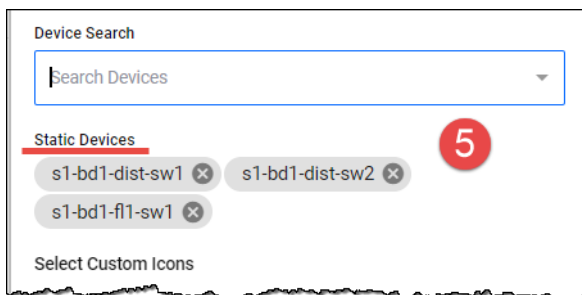 Device Search
Search Devices
Static Devices
5
s1-bd1-dist-sw1 s1-bd1-dist-sw2
s1-bd1-fl1-sw1
Select Custom Icons